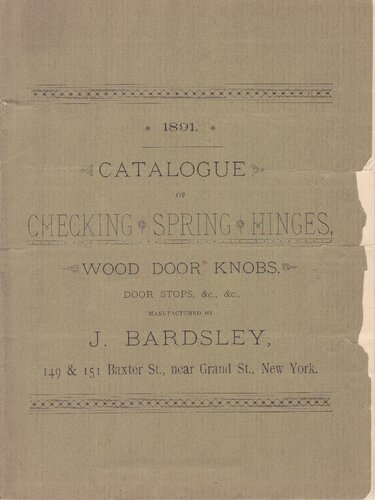 1891.
CATALOGUE
OF
CHECKING SPRING HINGES,
WOOD DOOR KNOBS,
DOOR STOPS, &c., &c.,
MANUFACTURED BY
J. BARDSLEY,
149 & 151 Baxter St., near Grand St., New York.